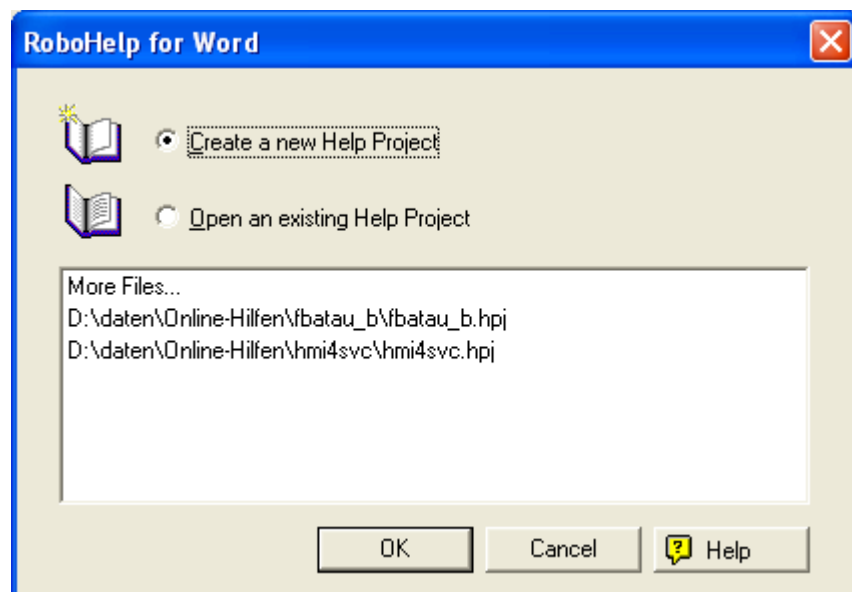 RoboHelp for Word
Create a new Help Project
Open an existing Help Project
More Files...
D:\daten\Online-Hilfen\fbatau_b\fbatau_b.hpj
D:\daten\Online-Hilfen\hmi4svc\hmi4svc.hpj
OK Cancel ? Help